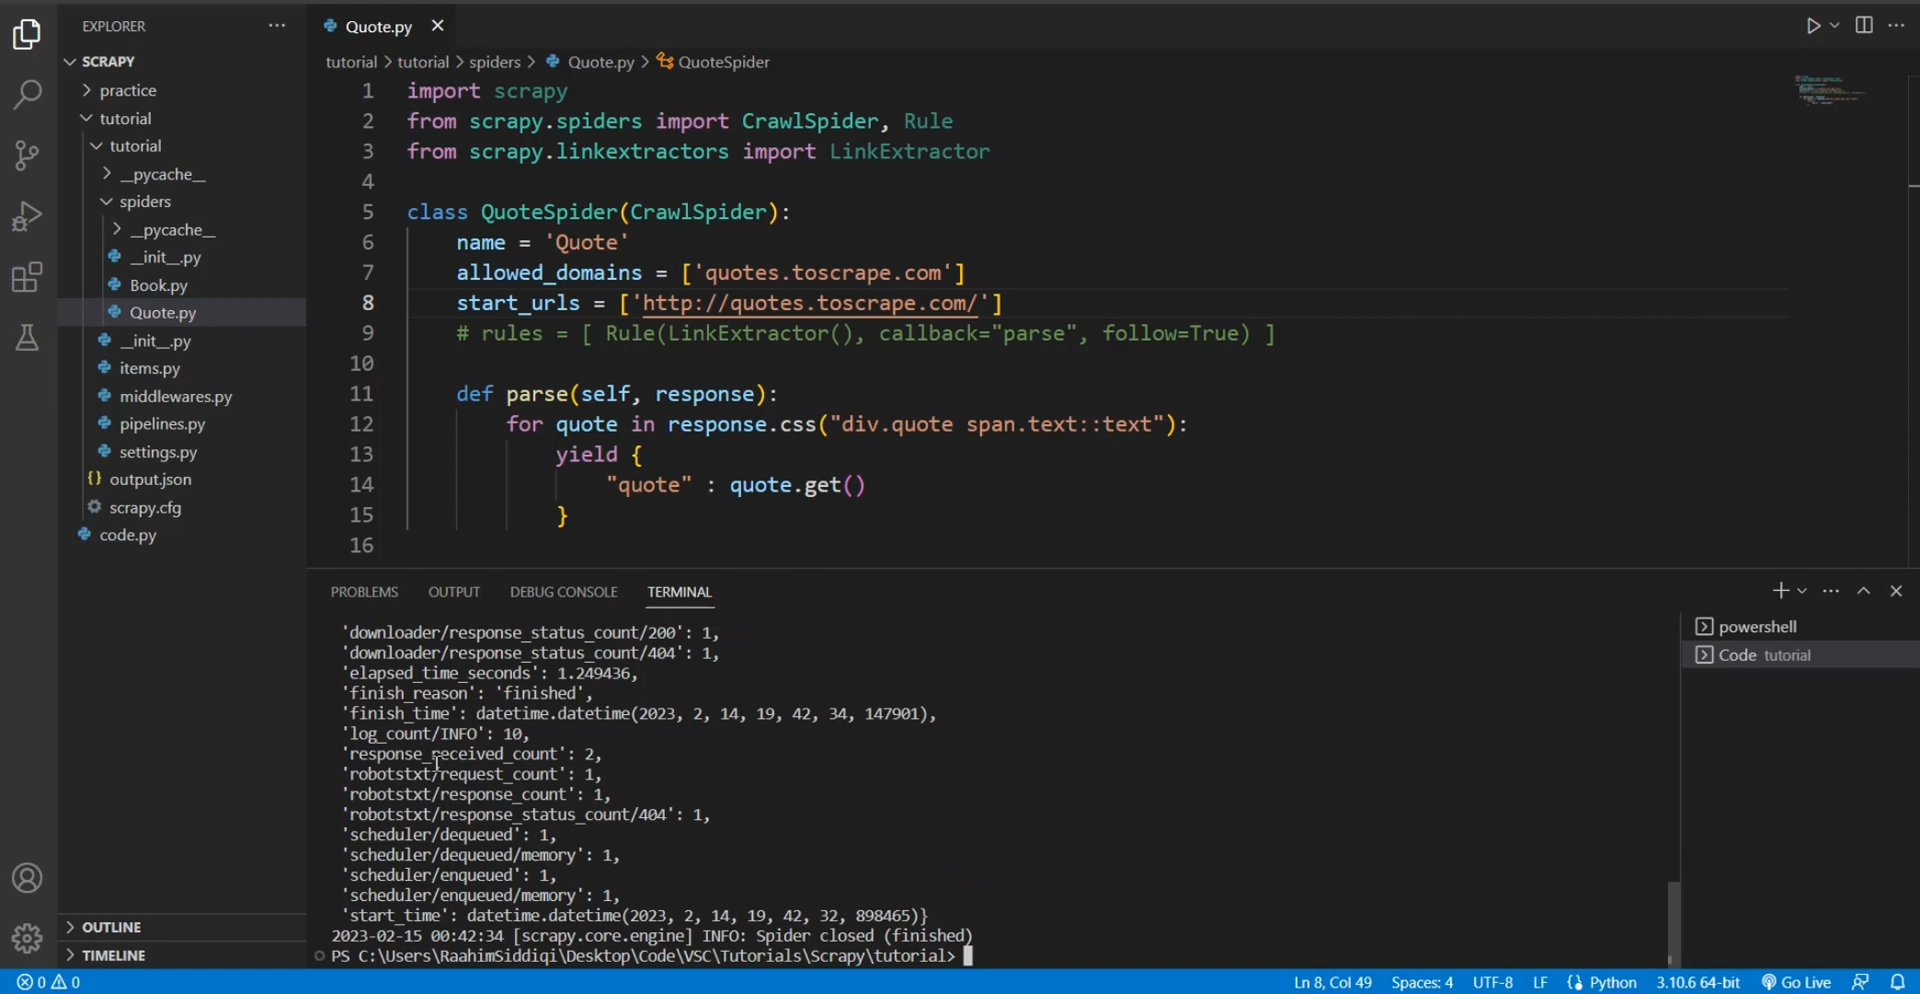 EXPLORER
SCRAPY
practice
tutorial
tutorial
__pycache__
spiders
__pycache__
__init__.py
Book.py
Quote.py
__init__.py
items.py
middlewares.py
pipelines.py
settings.py
{} output.json
scrapy.cfg
code.py
OUTLINE
TIMELINE
Quote.py
tutorial > tutorial > spiders > Quote.py > QuoteSpider
1 import scrapy
2 from scrapy.spiders import CrawlSpider, Rule
3 from scrapy.linkextractors import LinkExtractor
4
5 class QuoteSpider(CrawlSpider):
6 name = 'Quote'
7 allowed_domains = ['quotes.toscrape.com']
8 start_urls = ['http://quotes.toscrape.com/']
9 # rules = [ Rule(LinkExtractor(), callback="parse", follow=True) ]
10
11 def parse(self, response):
12 for quote in response.css("div.quote span.text::text"):
13 yield {
14 "quote" : quote.get()
15 }
16
PROBLEMS OUTPUT DEBUG CONSOLE TERMINAL
'downloader/response_status_count/200': 1,
'downloader/response_status_count/404': 1,
'elapsed_time_seconds': 1.249436,
'finish_reason': 'finished',
'finish_time': datetime.datetime(2023, 2, 14, 19, 42, 34, 147901),
'log_count/INFO': 10,
'response_received_count': 2,
'robotstxt/request_count': 1,
'robotstxt/response_count': 1,
'robotstxt/response_status_count/404': 1,
'scheduler/dequeued': 1,
'scheduler/dequeued/memory': 1,
'scheduler/enqueued': 1,
'scheduler/enqueued/memory': 1,
'start_time': datetime.datetime(2023, 2, 14, 19, 42, 32, 898465)}
2023-02-15 00:42:34 [scrapy.core.engine] INFO: Spider closed (finished)
PS C:\Users\RaahimSiddiqi\Desktop\Code\VSC\Tutorials\Scrapy\tutorial>
powershell
Code tutorial
0 0
Ln 8, Col 49 Spaces: 4 UTF-8 LF Python 3.10.6 64-bit Go Live